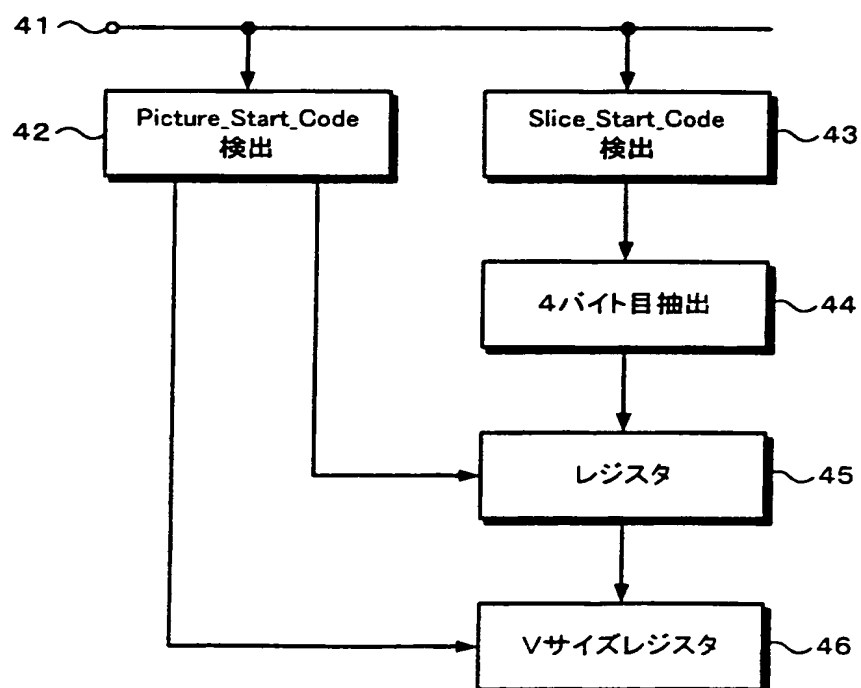 41
42
Picture_Start_Code
検出
Slice_Start_Code
検出
43
4バイト目抽出
44
レジスタ
45
Vサイズレジスタ
46